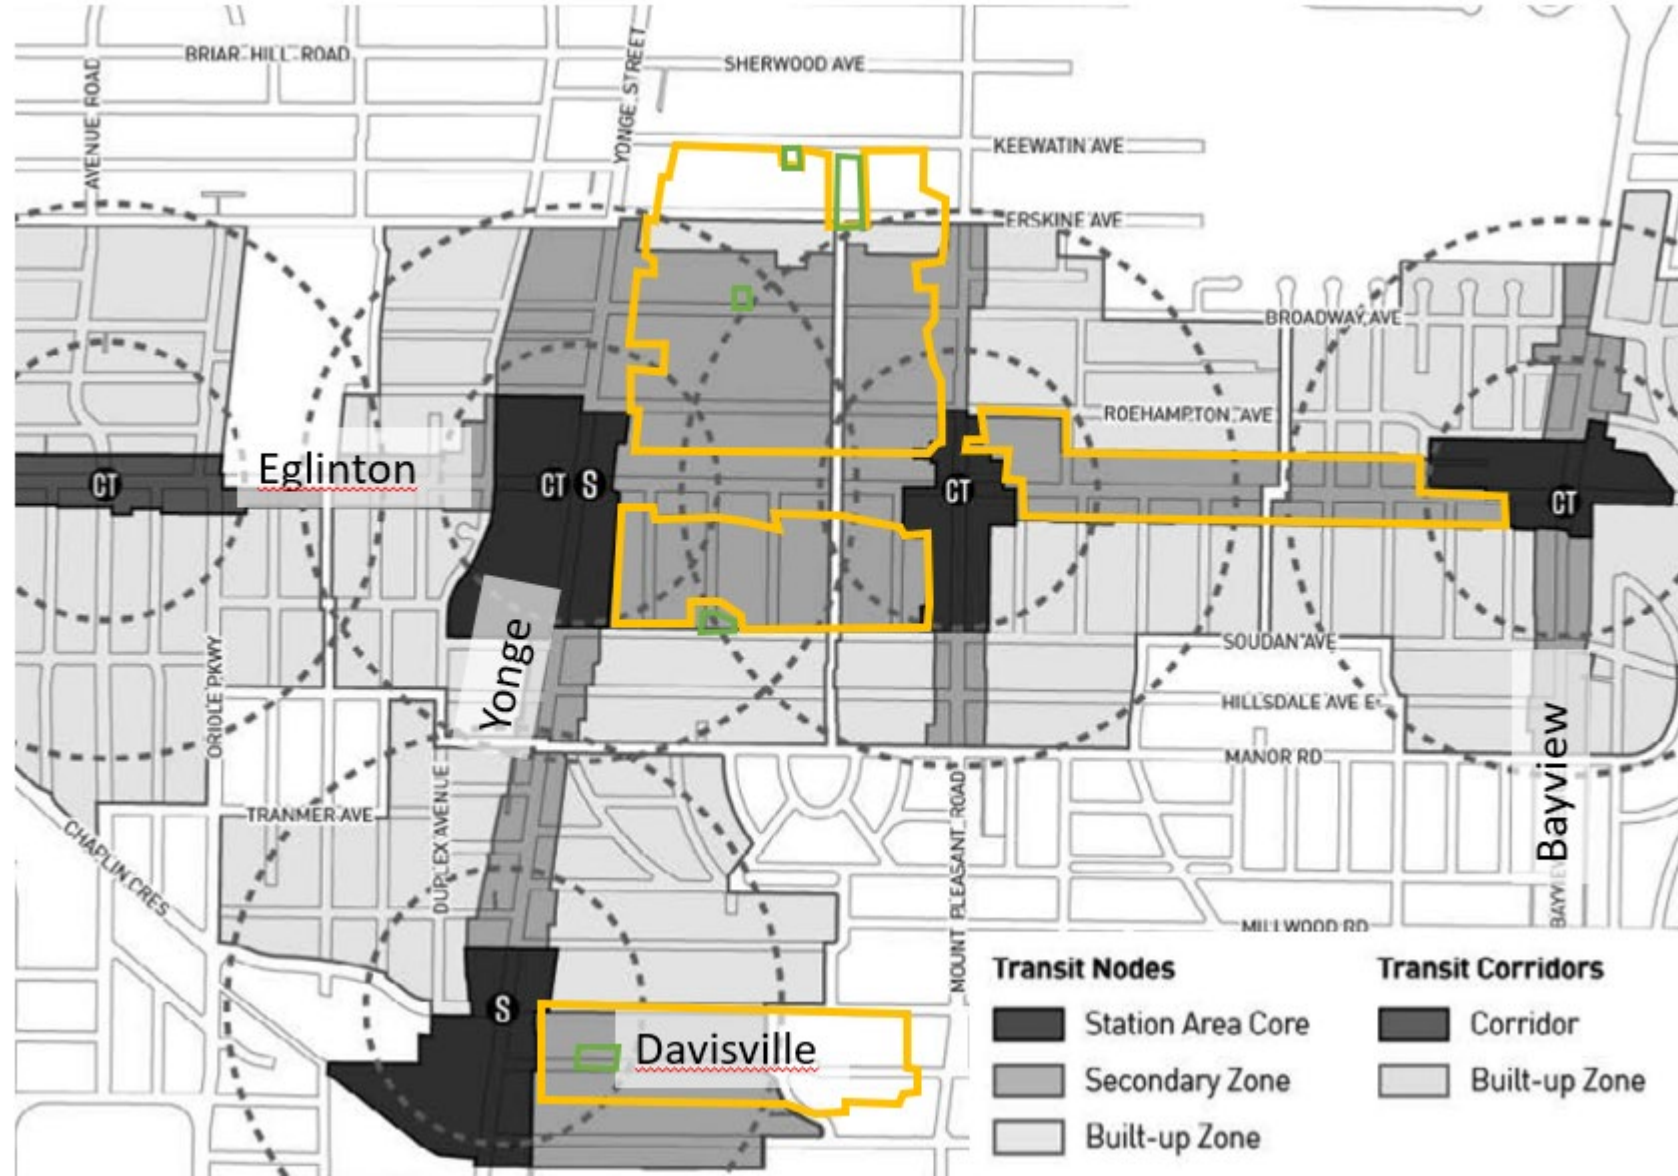 BRIAR HILL ROAD
SHERWOOD AVE
AVENUE ROAD
YONGE STREET
KEEWATIN AVE
ERSKINE AVE
BROADWAY AVE
ROEHAMPTON AVE
Eglinton
CT
CT S
CT
CT
Yonge
SOUDAN AVE
ORIOLE PKWY
HILLSDALE AVE E
MANOR RD
Bayview
DUPLEX AVENUE
TRANMER AVE
CHAPLIN CRES
MOUNT PLEASANT ROAD
MILLWOOD RD
S
Davisville
Transit Nodes
Station Area Core
Secondary Zone
Built-up Zone
Transit Corridors
Corridor
Built-up Zone